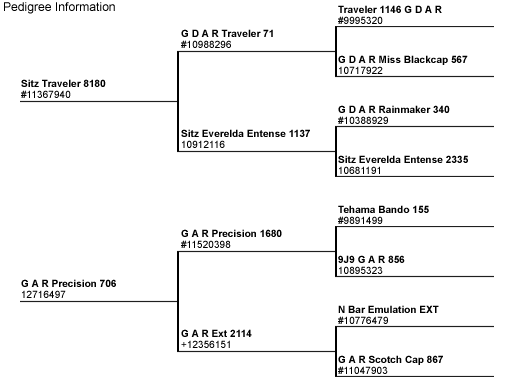 Pedigree Information
Traveler 1146 G D A R
#9995320
G D A R Traveler 71
#10988296
G D A R Miss Blackcap 567
10717922
Sitz Traveler 8180
#11367940
G D A R Rainmaker 340
#10388929
Sitz Everelda Entense 1137
10912116
Sitz Everelda Entense 2335
10681191
Tehama Bando 155
#9891499
G A R Precision 1680
#11520398
9J9 G A R 856
10895323
G A R Precision 706
12716497
N Bar Emulation EXT
#10776479
G A R Ext 2114
+12356151
G A R Scotch Cap 867
#11047903